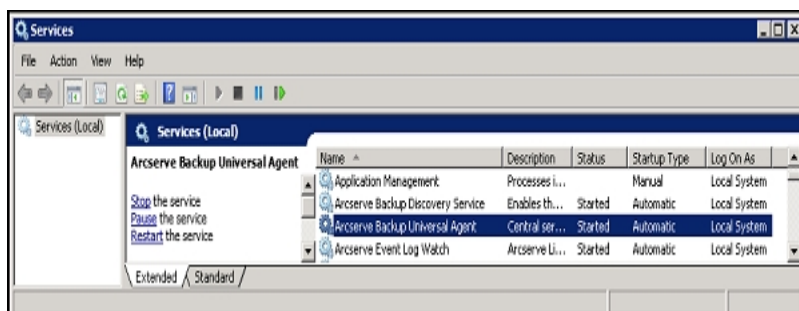 Services
File Action View Help
Services (Local)
Services (Local)
Arcserve Backup Universal Agent
Stop the service
Pause the service
Restart the service
Name Description Status Startup Type Log On As
Application Management Processes i... Manual Local System
Arcserve Backup Discovery Service Enables th... Started Automatic Local System
Arcserve Backup Universal Agent Central ser... Started Automatic Local System
Arcserve Event Log Watch Arcserve Li... Started Automatic Local System
Extended Standard